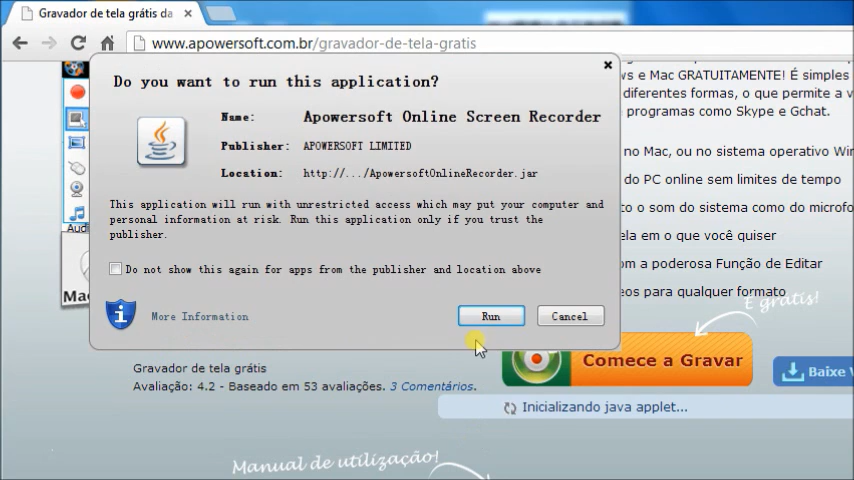 Gravador de tela grátis da
www.apowersoft.com.br/gravador-de-tela-gratis
Do you want to run this application?
Name: Apowersoft Online Screen Recorder
Publisher: APOWERSOFT LIMITED
Location: http://.../ApowersoftOnlineRecorder.jar
This application will run with unrestricted access which may put your computer and
personal information at risk. Run this application only if you trust the
publisher.
Do not show this again for apps from the publisher and location above
More Information
Run
Cancel
s e Mac GRATUITAMENTE! É simples
diferentes formas, o que permite a v
programas como Skype e Gchat.
no Mac, ou no sistema operativo Win
do PC online sem limites de tempo
o som do sistema como do microfo
ela em o que você quiser
om a poderosa Função de Editar
eos para qualquer formato
Audi
Mac
É grátis!
Comece a Gravar
Baixe V
Inicializando java applet...
Gravador de tela grátis
Avaliação: 4.2 - Baseado em 53 avaliações. 3 Comentários.
Manual de utilização!